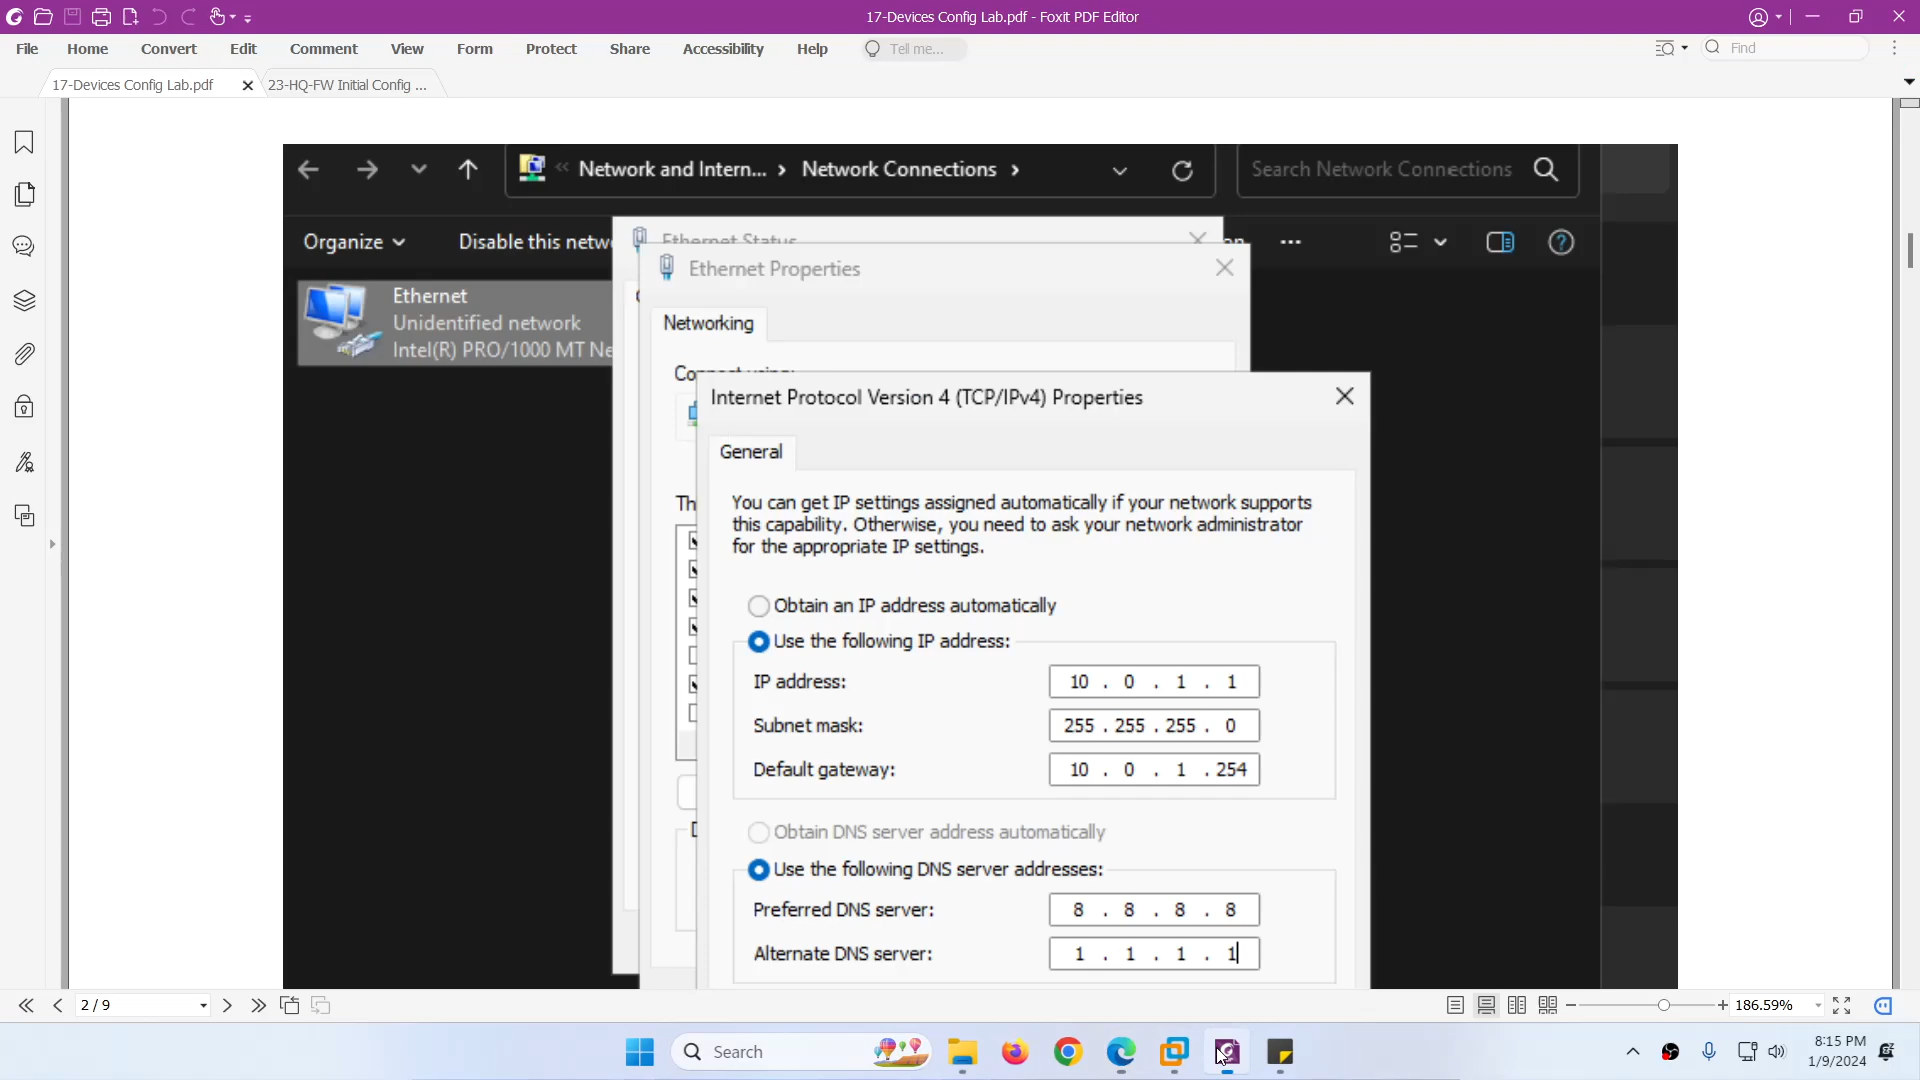 17-Devices Config Lab.pdf - Foxit PDF Editor
File Home Convert Edit Comment View Form Protect Share Accessibility Help Tell me... Find
17-Devices Config Lab.pdf 23-HQ-FW Initial Config ...
« Network and Intern... › Network Connections › Search Network Connections
Organize Disable this netw
Ethernet Status
Ethernet Properties
Ethernet
Unidentified network
Intel(R) PRO/1000 MT Ne
Networking
Connect using:
Internet Protocol Version 4 (TCP/IPv4) Properties
General
Th
You can get IP settings assigned automatically if your network supports
this capability. Otherwise, you need to ask your network administrator
for the appropriate IP settings.
Obtain an IP address automatically
Use the following IP address:
IP address: 10 . 0 . 1 . 1
Subnet mask: 255 . 255 . 255 . 0
Default gateway: 10 . 0 . 1 . 254
Obtain DNS server address automatically
Use the following DNS server addresses:
Preferred DNS server: 8 . 8 . 8 . 8
Alternate DNS server: 1 . 1 . 1 . 1
2 / 9 186.59%
Search
8:15 PM
1/9/2024